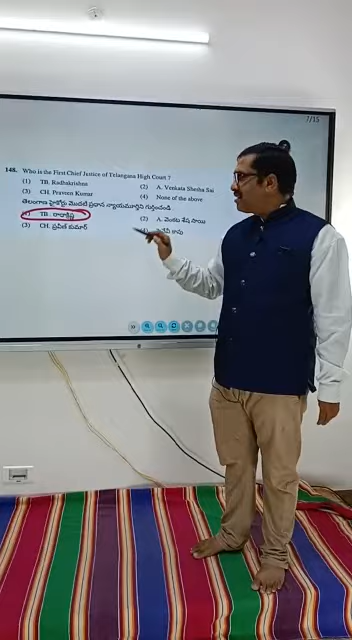 7/15
148. Who is the First Chief Justice of Telangana High Court ?
(1) TB. Radhakrishna (2) A. Venkata Shesha Sai
(3) CH. Praveen Kumar (4) None of the above
తెలంగాణ హైకోర్టు మొదటి ప్రధాన న్యాయమూర్తిని గుర్తించండి.
TB. రాధాక్రిష్ణ (2) A. వెంకట శేష సాయి
(3) CH. ప్రవీణ్ కుమార్ కావు